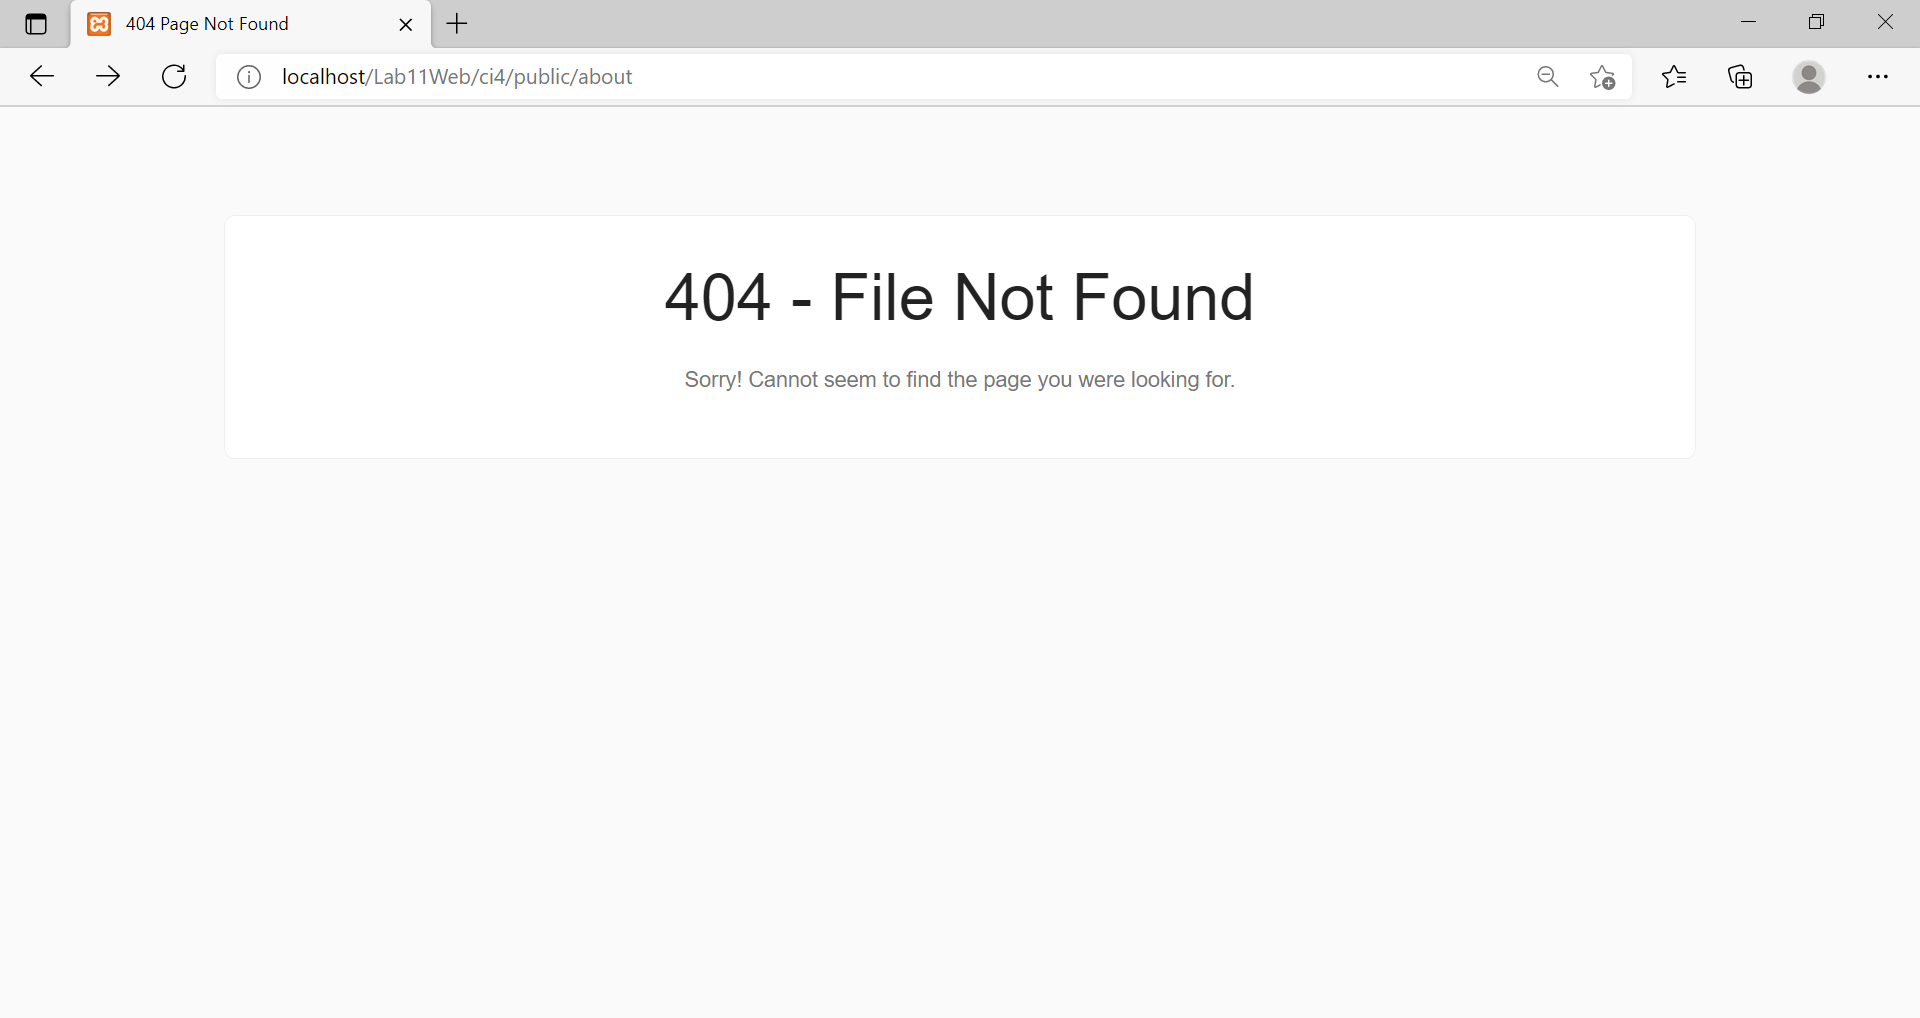 404 Page Not Found
localhost/Lab11Web/ci4/public/about
404 - File Not Found
Sorry! Cannot seem to find the page you were looking for.